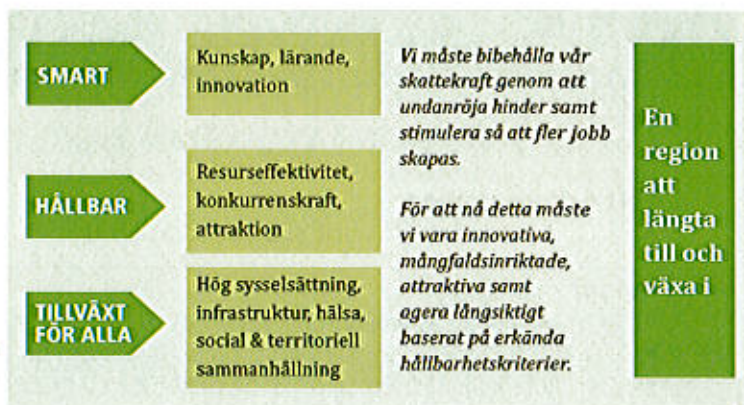 SMART
Kunskap, lärande,
innovation
HÅLLBAR
Resurseffektivitet,
konkurrenskraft,
attraktion
TILLVÄXT
FÖR ALLA
Hög sysselsättning,
infrastruktur, hälsa,
social & territoriell
sammanhållning
Vi måste bibehålla vår
skattekraft genom att
undanröja hinder samt
stimulera så att fler jobb
skapas.
För att nå detta måste
vi vara innovativa,
mångfaldsinriktade,
attraktiva samt
agera långsiktigt
baserat på erkända
hållbarhetskriterier.
En
region
att
längta
till och
växa i